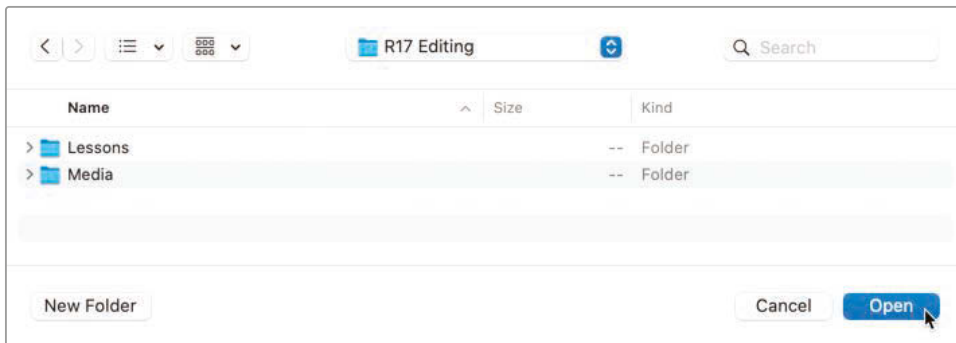 R17 Editing Search
Name Size Kind
Lessons -- Folder
Media -- Folder
New Folder Cancel Open